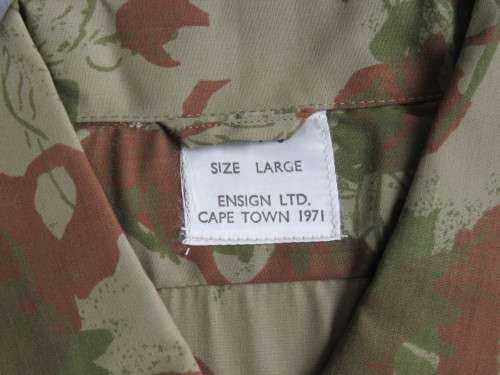 SIZE LARGE
ENSIGN LTD.
CAPE TOWN 1971